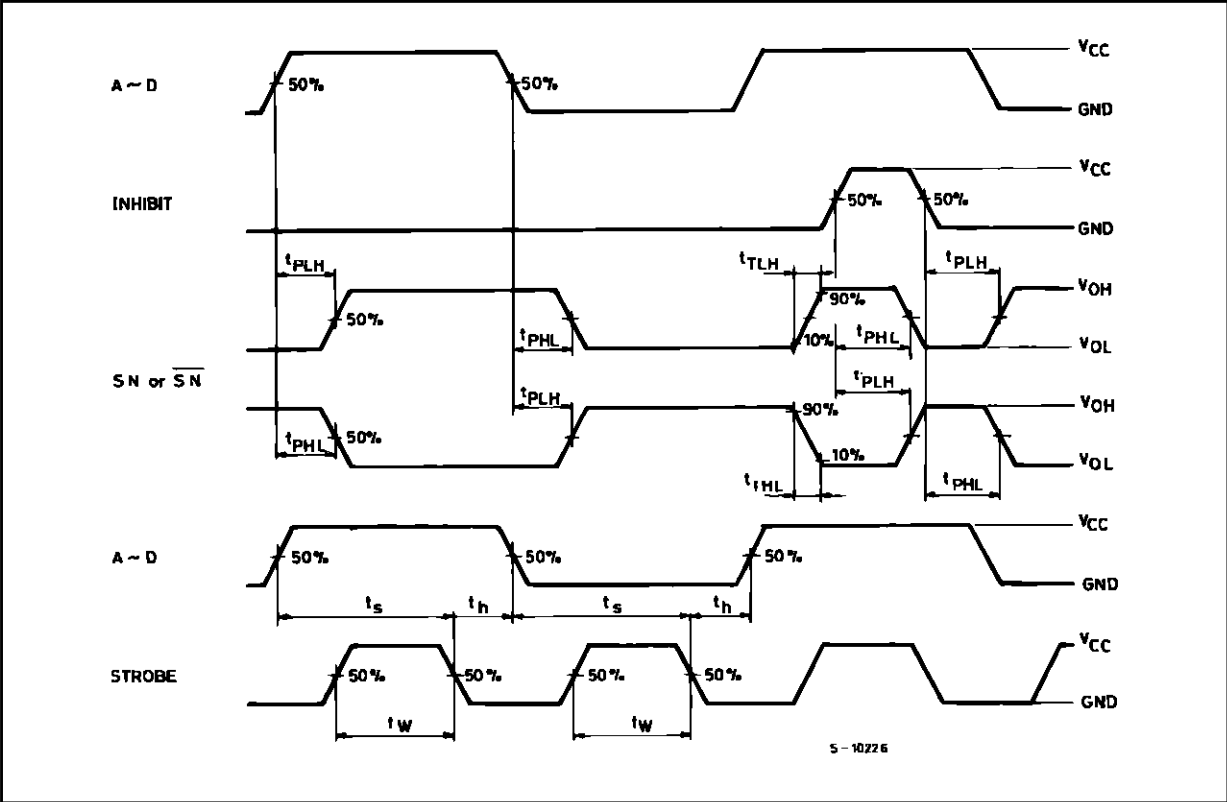 VCC
A ~ D
50%
50%
GND
VCC
INHIBIT
50%
50%
GND
tPLH
tTLH
tPLH
VOH
90%
50%
tPHL
10%
tPHL
VOL
SN or S̅N̅
tPLH
tPLH
VOH
90%
tPHL
50%
10%
VOL
tTHL
tPHL
VCC
A ~ D
50%
50%
50%
GND
ts
th
ts
th
VCC
STROBE
50%
50%
50%
50%
GND
tW
tW
S-10226